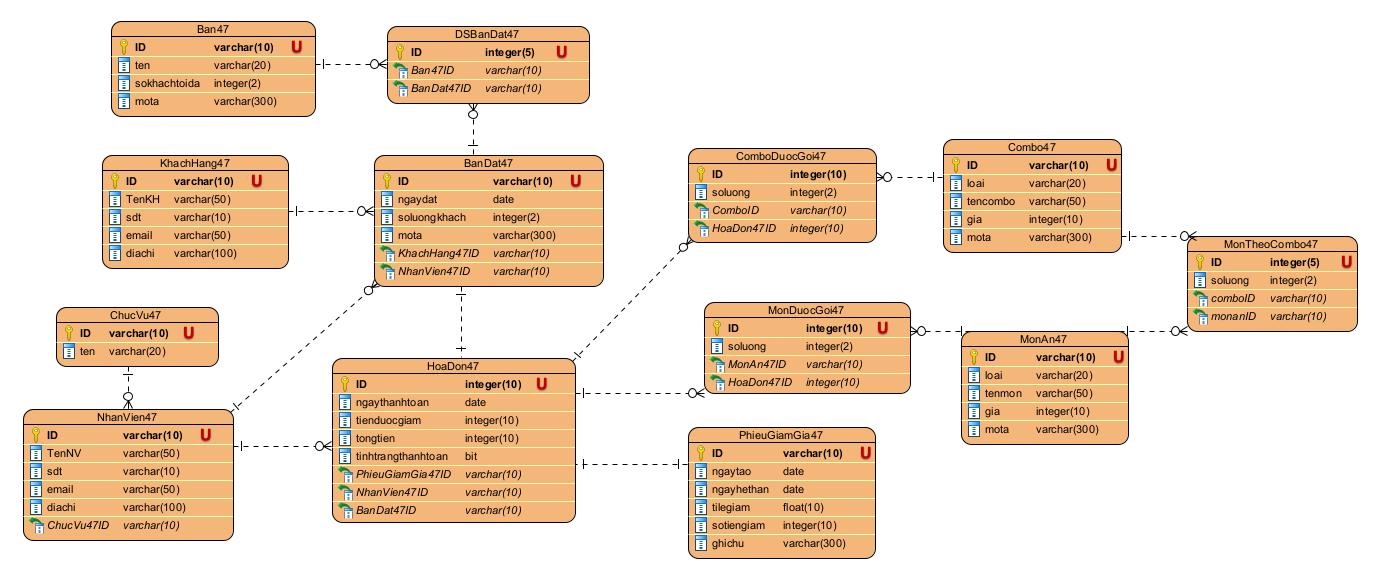 Ban47
ID varchar(10) U
ten varchar(20)
sokhachtoida integer(2)
mota varchar(300)
DSBanDat47
ID integer(5) U
Ban47ID varchar(10)
BanDat47ID varchar(10)
KhachHang47
ID varchar(10) U
TenKH varchar(50)
sdt varchar(10)
email varchar(50)
diachi varchar(100)
BanDat47
ID varchar(10) U
ngaydat date
soluongkhach integer(2)
mota varchar(300)
KhachHang47ID varchar(10)
NhanVien47ID varchar(10)
ComboDuocGoi47
ID integer(10)
soluong integer(2)
ComboID varchar(10)
HoaDon47ID integer(10)
Combo47
ID varchar(10) U
loai varchar(20)
tencombo varchar(50)
gia integer(10)
mota varchar(300)
MonTheoCombo47
ID integer(5) U
soluong integer(2)
comboID varchar(10)
monanID varchar(10)
ChucVu47
ID varchar(10) U
ten varchar(20)
HoaDon47
ID integer(10) U
ngaythanhtoan date
tienduocgiam integer(10)
tongtien integer(10)
tinhtrangthanhtoan bit
PhieuGiamGia47ID varchar(10)
NhanVien47ID varchar(10)
BanDat47ID varchar(10)
MonDuocGoi47
ID integer(10) U
soluong integer(2)
MonAn47ID varchar(10)
HoaDon47ID integer(10)
MonAn47
ID varchar(10) U
loai varchar(20)
tenmon varchar(50)
gia integer(10)
mota varchar(300)
NhanVien47
ID varchar(10) U
TenNV varchar(50)
sdt varchar(10)
email varchar(50)
diachi varchar(100)
ChucVu47ID varchar(10)
PhieuGiamGia47
ID varchar(10) U
ngaytao date
ngayhethan date
tilegiam float(10)
sotiengiam integer(10)
ghichu varchar(300)